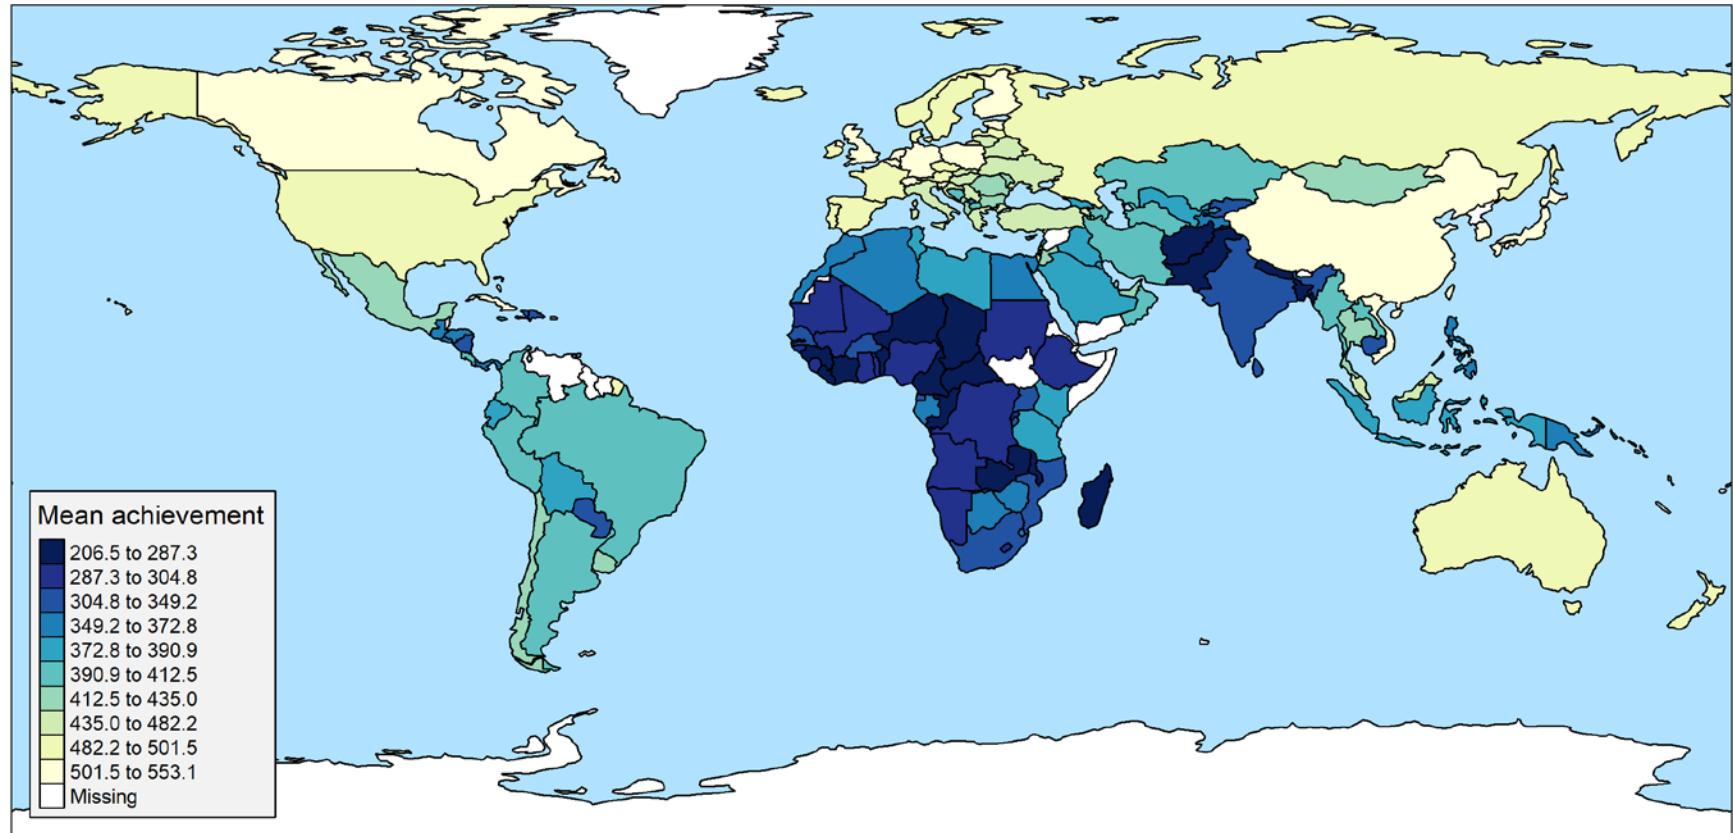 Mean achievement
206.5 to 287.3
287.3 to 304.8
304.8 to 349.2
349.2 to 372.8
372.8 to 390.9
390.9 to 412.5
412.5 to 435.0
435.0 to 482.2
482.2 to 501.5
501.5 to 553.1
Missing